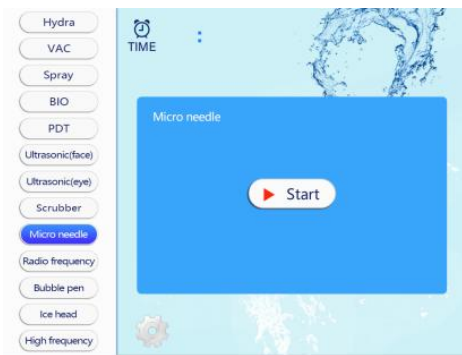 Hydra
VAC
Spray
BIO
PDT
Ultrasonic(face)
Ultrasonic(eye)
Scrubber
Micro needle
Radio frequency
Bubble pen
Ice head
High frequency
TIME :
Micro needle
Start